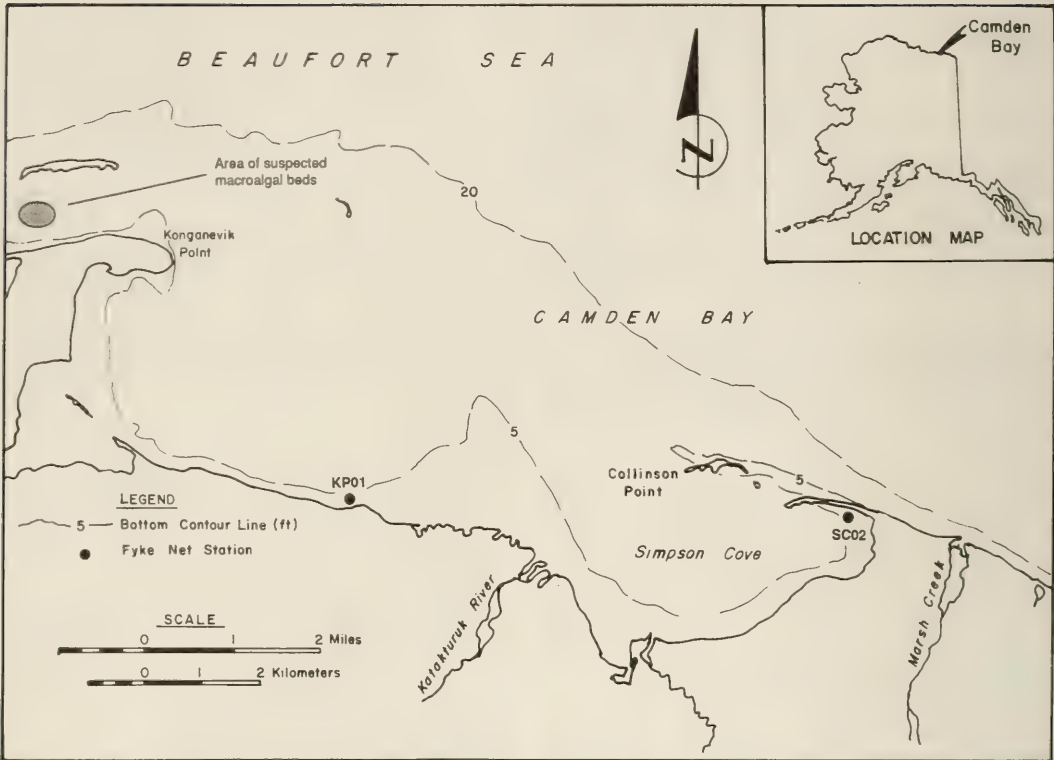 BEAUFORT SEA
Camden
Bay
LOCATION MAP
N
Area of suspected
macroalgal beds
20
Konganevik
Point
CAMDEN BAY
5
KP01
Collinson
Point
5
SC02
Simpson Cove
Katakturuk River
Marsh Creek
LEGEND
5 Bottom Contour Line (ft)
Fyke Net Station
SCALE
0 1 2 Miles
0 1 2 Kilometers